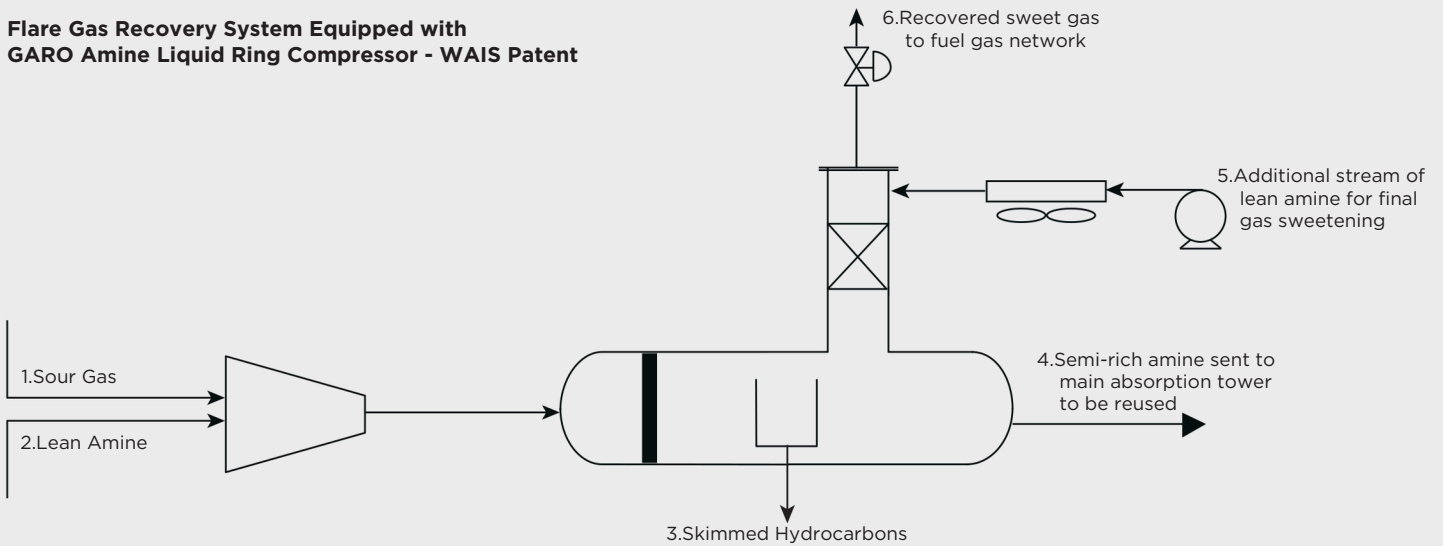 Flare Gas Recovery System Equipped with
GARO Amine Liquid Ring Compressor - WAIS Patent
6.Recovered sweet gas
to fuel gas network
5.Additional stream of
lean amine for final
gas sweetening
1.Sour Gas
2.Lean Amine
4.Semi-rich amine sent to
main absorption tower
to be reused
3.Skimmed Hydrocarbons